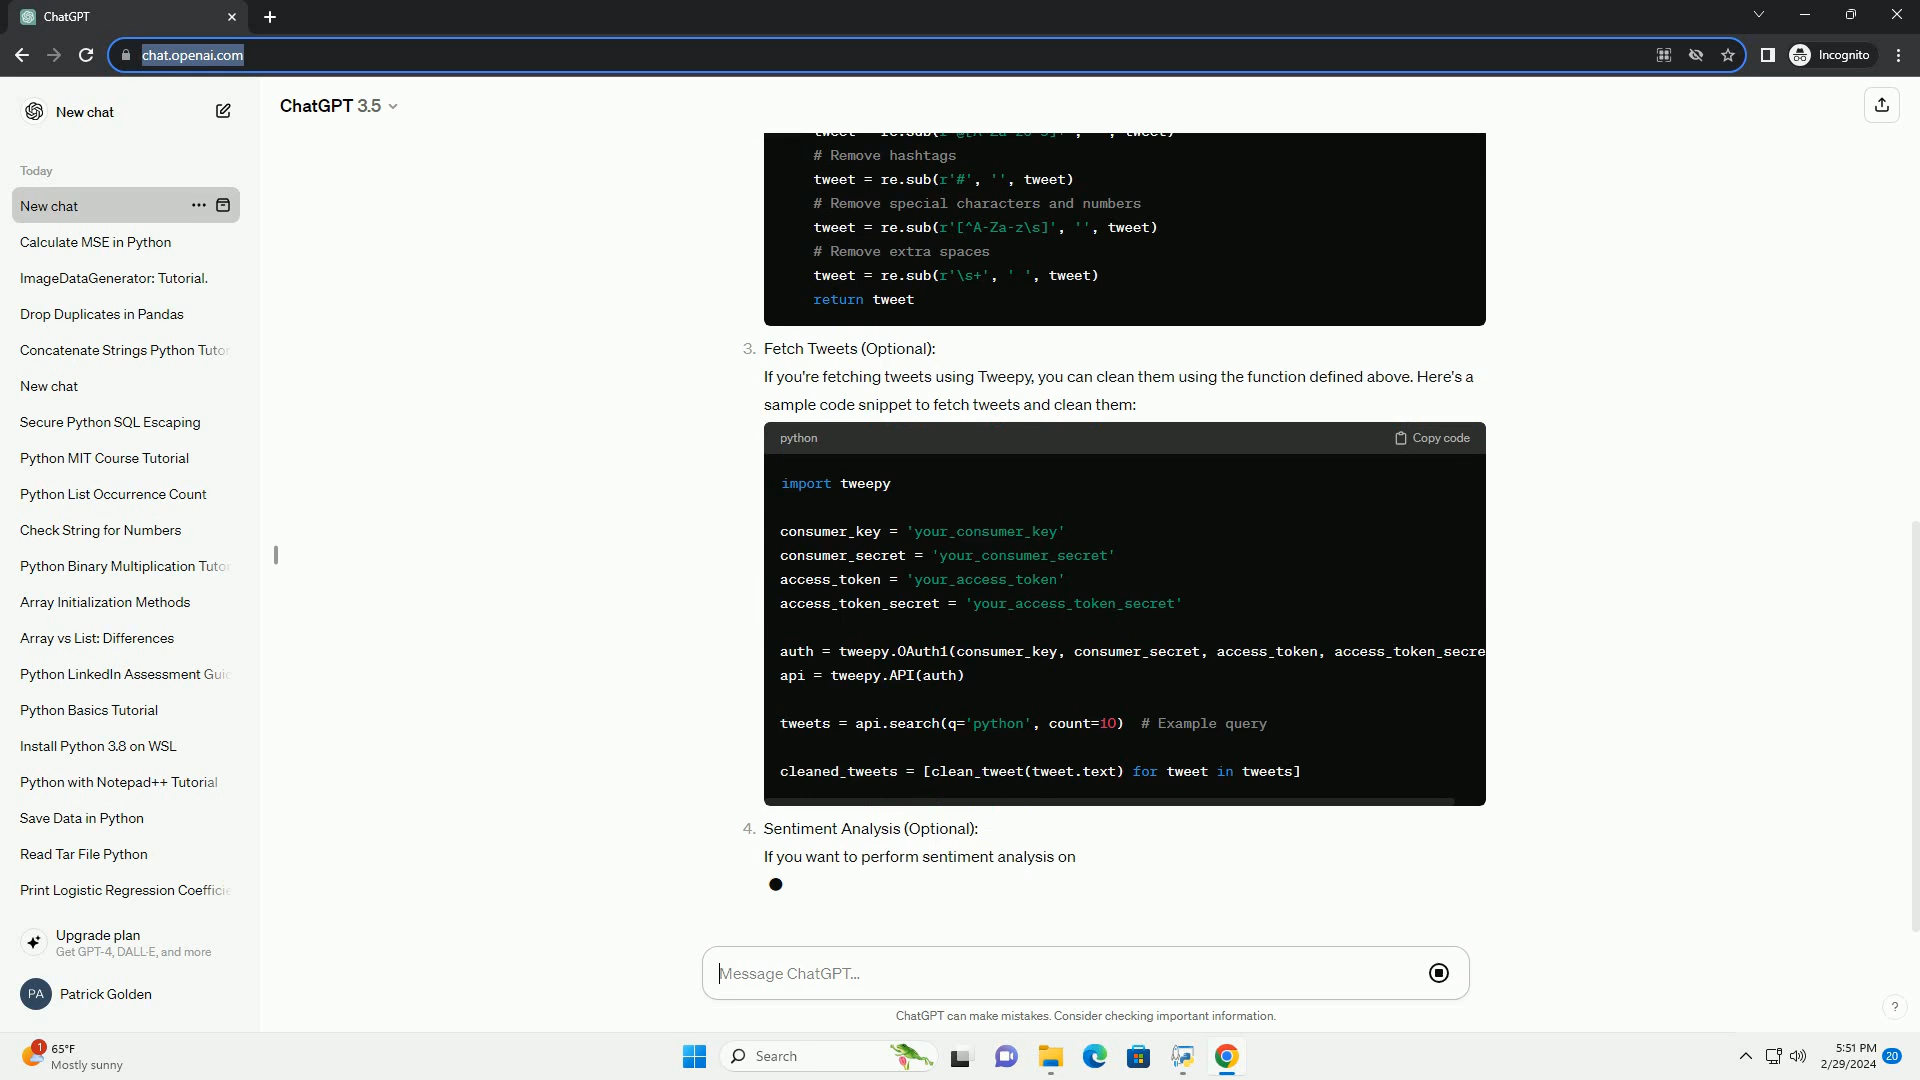 ChatGPT
chat.openai.com
Incognito
New chat
Today
New chat
Calculate MSE in Python
ImageDataGenerator: Tutorial.
Drop Duplicates in Pandas
Concatenate Strings Python Tutor
New chat
Secure Python SQL Escaping
Python MIT Course Tutorial
Python List Occurrence Count
Check String for Numbers
Python Binary Multiplication Tutor
Array Initialization Methods
Array vs List: Differences
Python LinkedIn Assessment Guid
Python Basics Tutorial
Install Python 3.8 on WSL
Python with Notepad++ Tutorial
Save Data in Python
Read Tar File Python
Print Logistic Regression Coefficie
Upgrade plan
Get GPT-4, DALL·E, and more
PA Patrick Golden
ChatGPT 3.5
# Remove hashtags
tweet = re.sub(r'#', '', tweet)
# Remove special characters and numbers
tweet = re.sub(r'[^A-Za-z\s]', '', tweet)
# Remove extra spaces
tweet = re.sub(r'\s+', ' ', tweet)
return tweet
3. Fetch Tweets (Optional):
If you're fetching tweets using Tweepy, you can clean them using the function defined above. Here's a
sample code snippet to fetch tweets and clean them:
python Copy code
import tweepy
consumer_key = 'your_consumer_key'
consumer_secret = 'your_consumer_secret'
access_token = 'your_access_token'
access_token_secret = 'your_access_token_secret'
auth = tweepy.OAuth1(consumer_key, consumer_secret, access_token, access_token_secre
api = tweepy.API(auth)
tweets = api.search(q='python', count=10)  # Example query
cleaned_tweets = [clean_tweet(tweet.text) for tweet in tweets]
4. Sentiment Analysis (Optional):
If you want to perform sentiment analysis on
Message ChatGPT...
ChatGPT can make mistakes. Consider checking important information.
?
1
65°F
Mostly sunny
Search
5:51 PM
2/29/2024
20